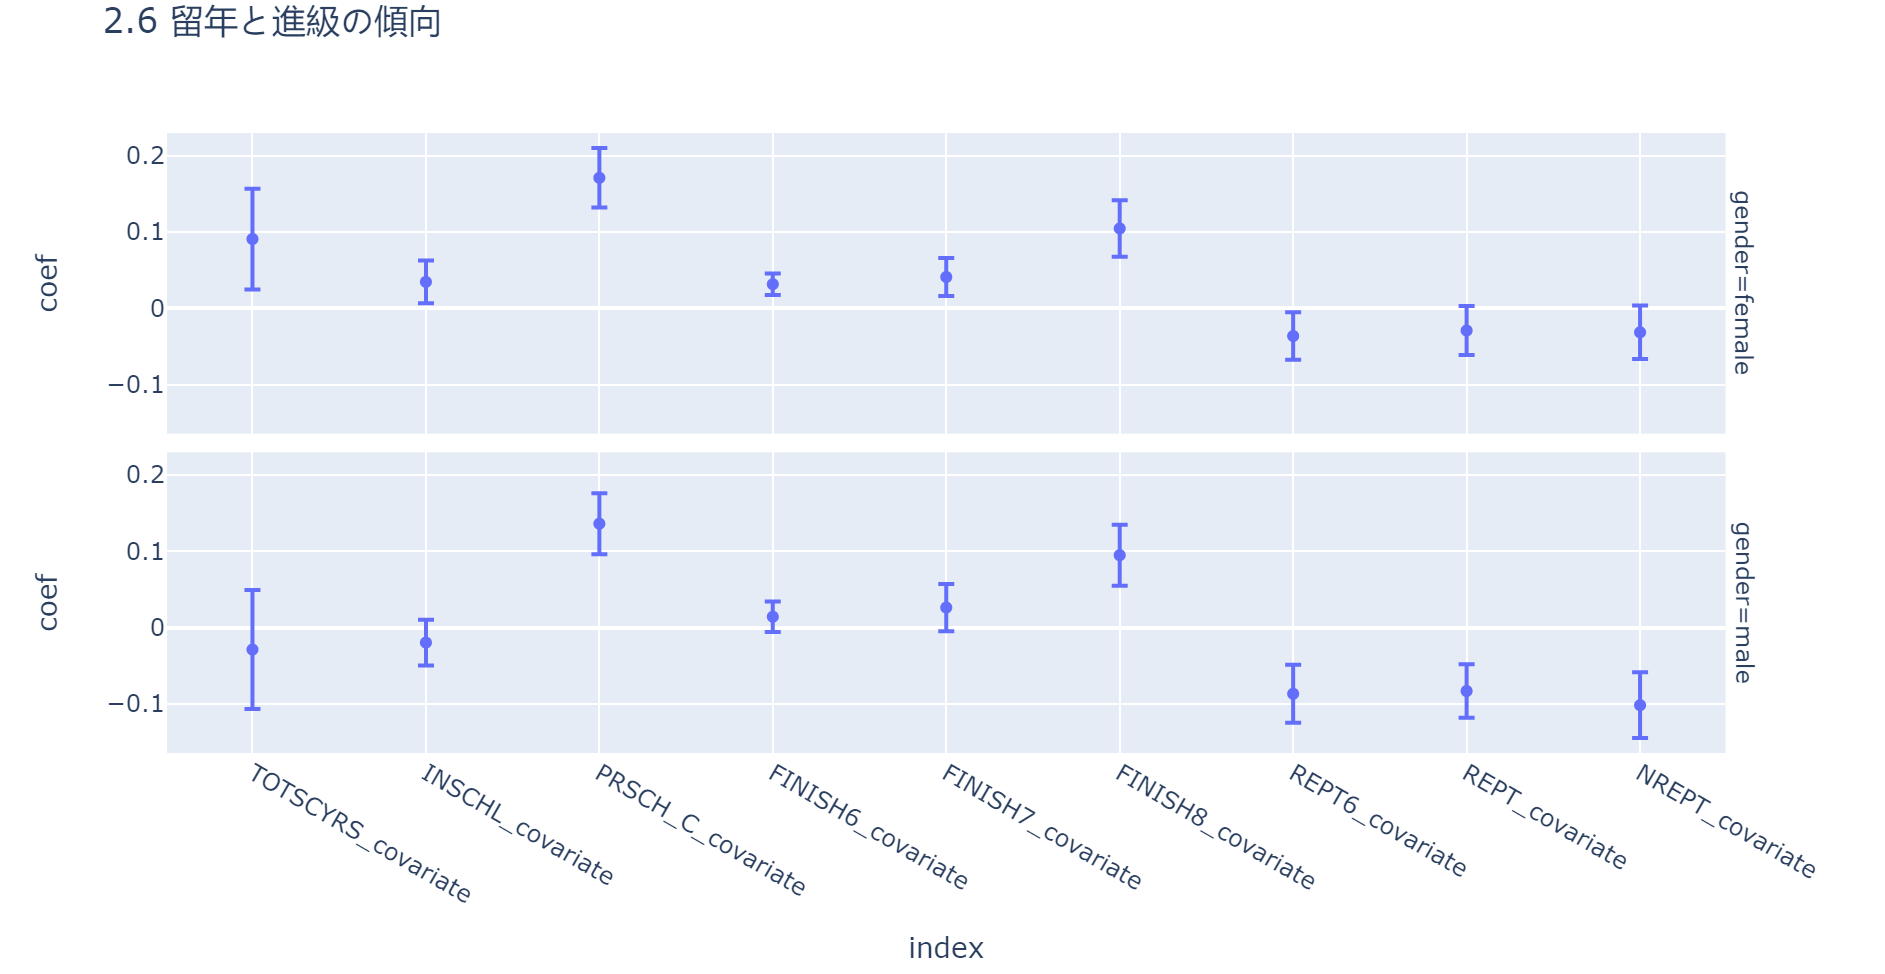 2.6 留年と進級の傾向
0.2
0.1
0
−0.1
coef
gender=female
0.2
0.1
0
−0.1
coef
gender=male
TOTSCYRS_covariate
INSCHL_covariate
PRSCH_C_covariate
FINISH6_covariate
FINISH7_covariate
FINISH8_covariate
REPT6_covariate
REPT_covariate
NREPT_covariate
index